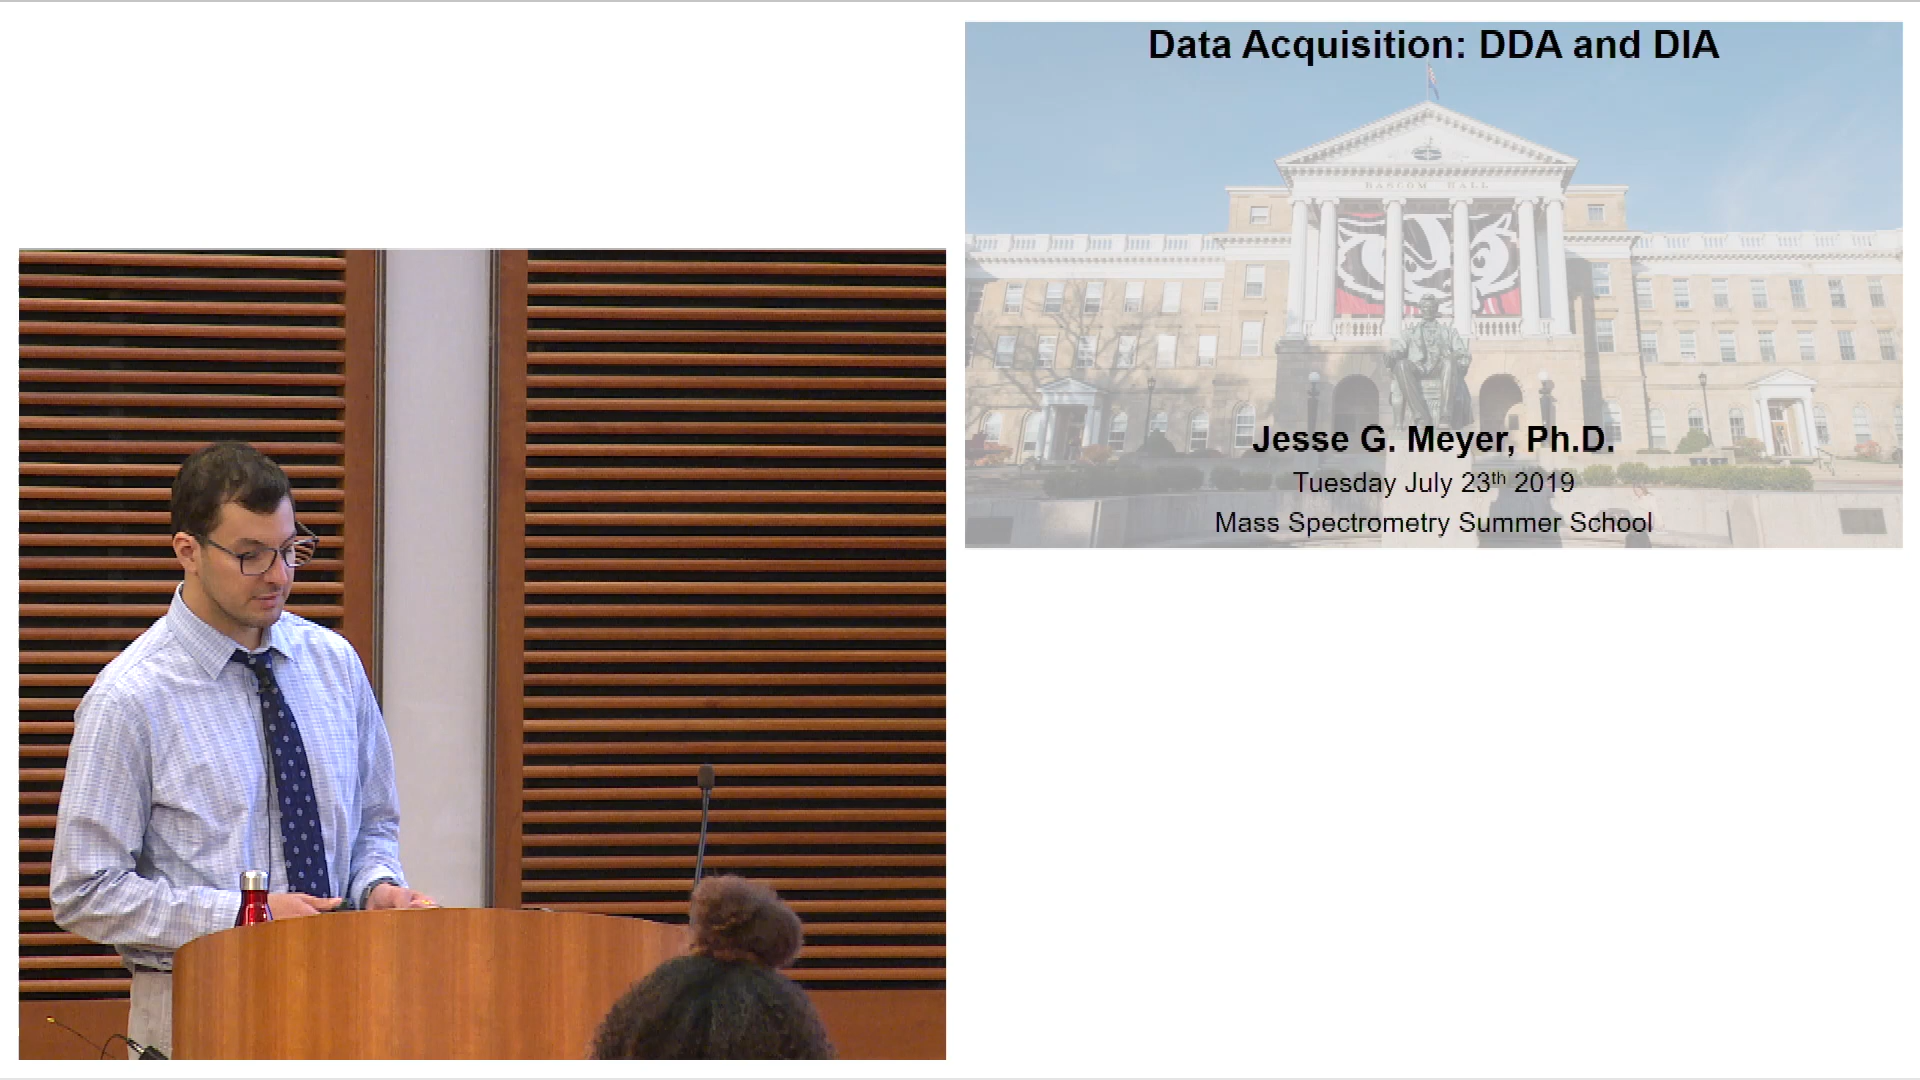 Data Acquisition: DDA and DIA
BASCOM HALL
Jesse G. Meyer, Ph.D.
Tuesday July 23th 2019
Mass Spectrometry Summer School